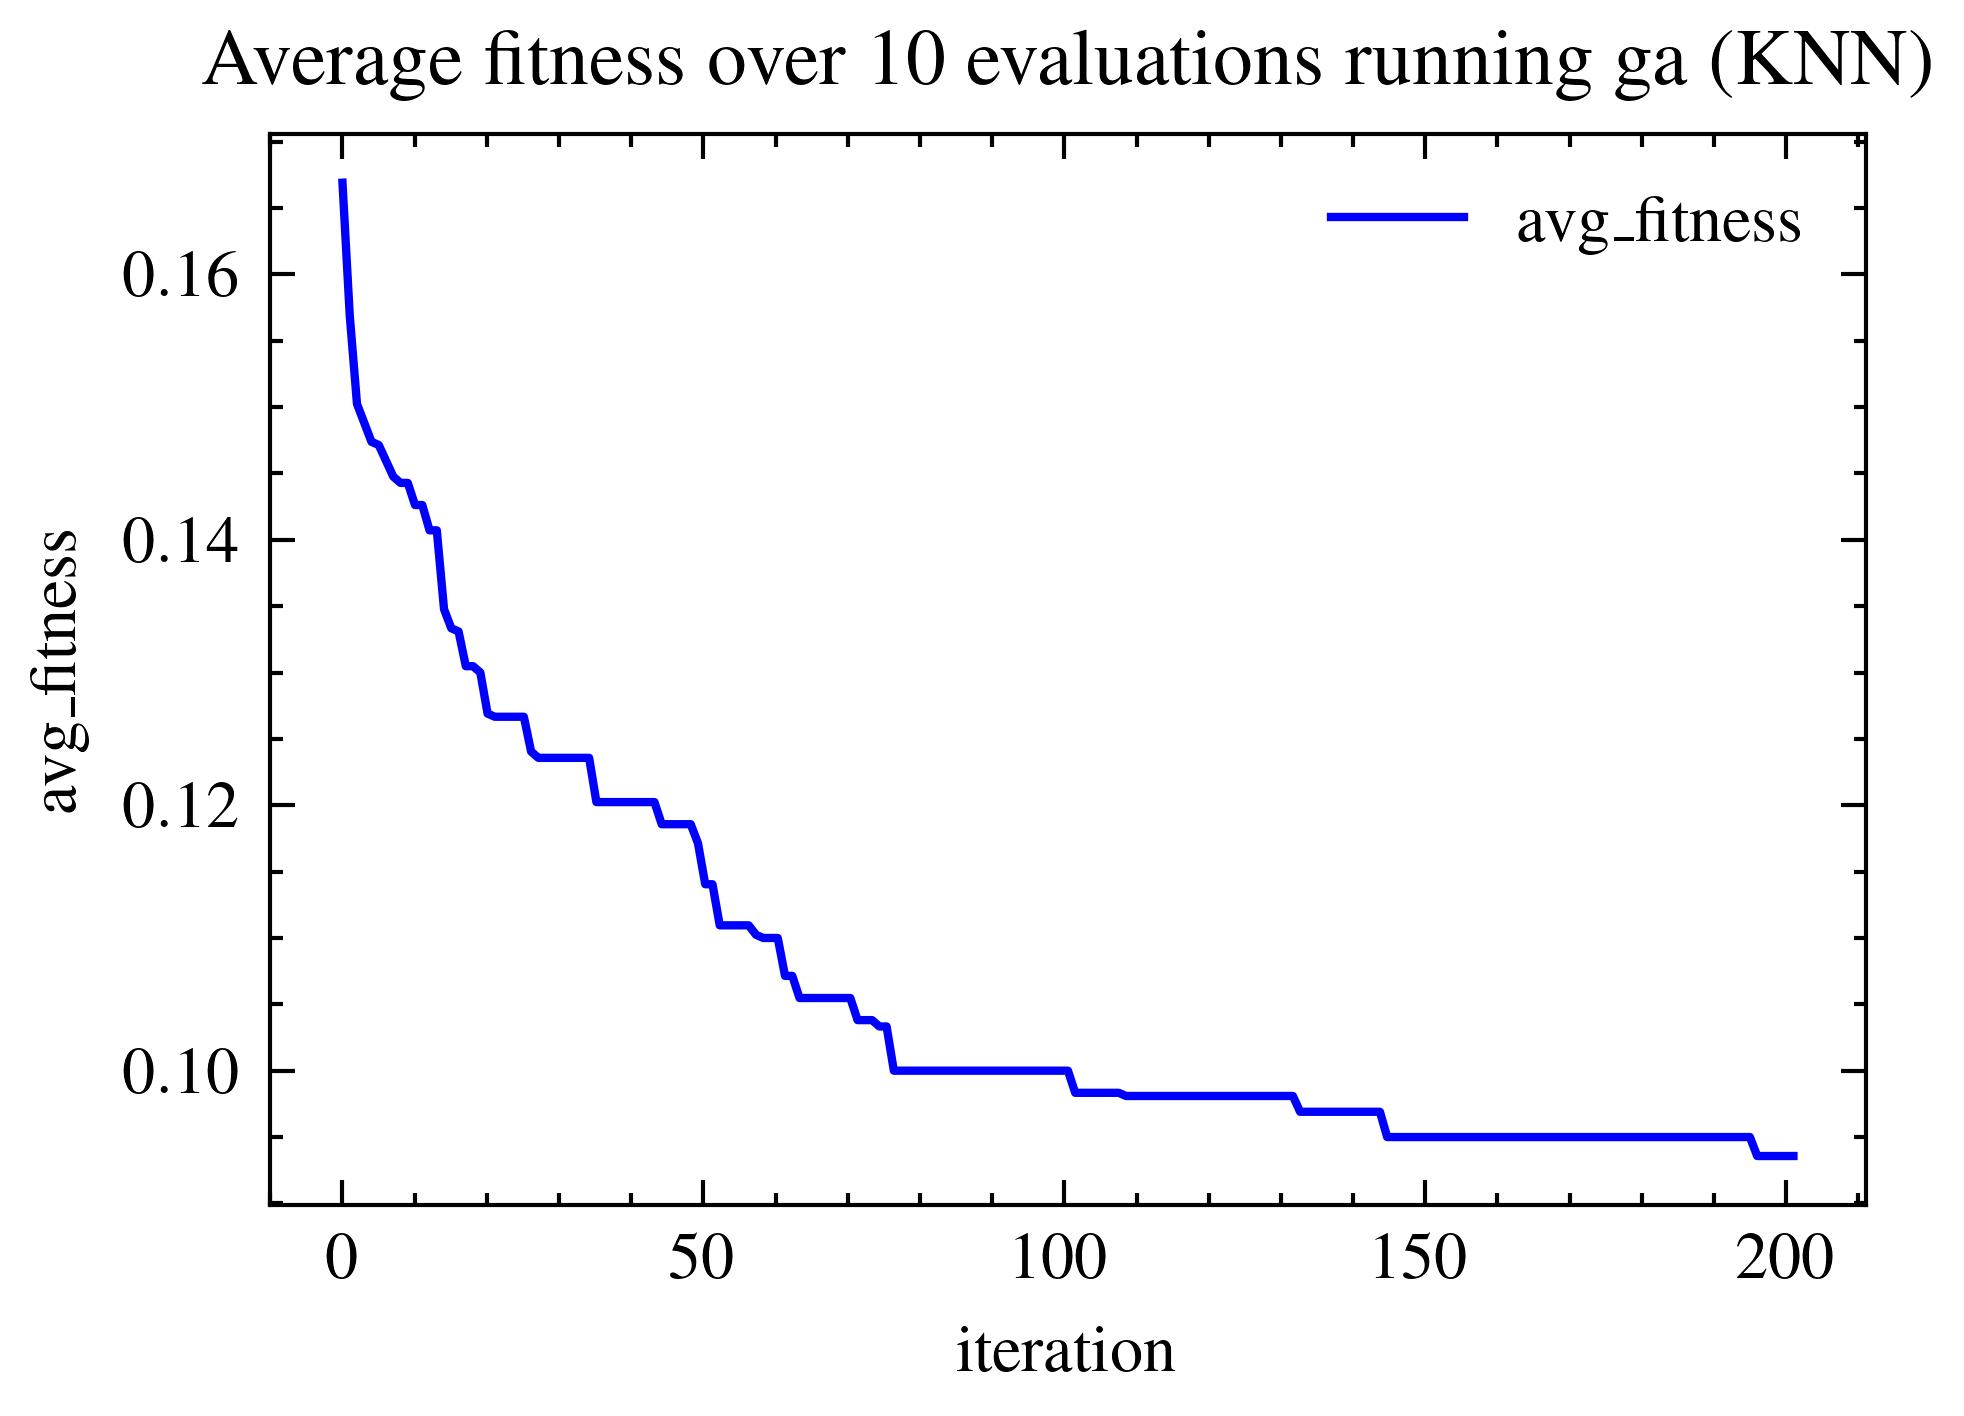 Average fitness over 10 evaluations running ga (KNN)
avg_fitness
0.16
0.14
0.12
0.10
avg_fitness
0 50 100 150 200
iteration